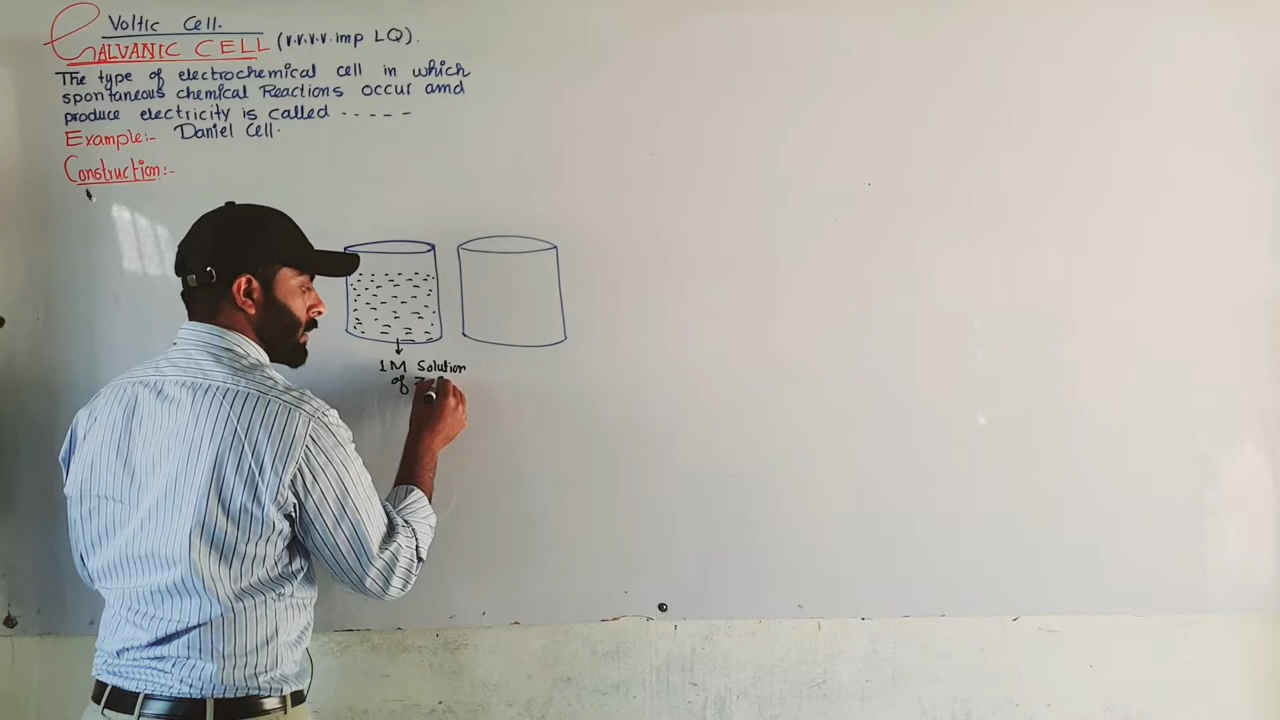 Voltic Cell.
GALVANIC CELL (v.v.v.v.imp LQ).
The type of electrochemical cell in which
spontaneous chemical Reactions occur and
produce electricity is called -----
Example:- Daniel Cell.
Construction:-
1M Solution
of